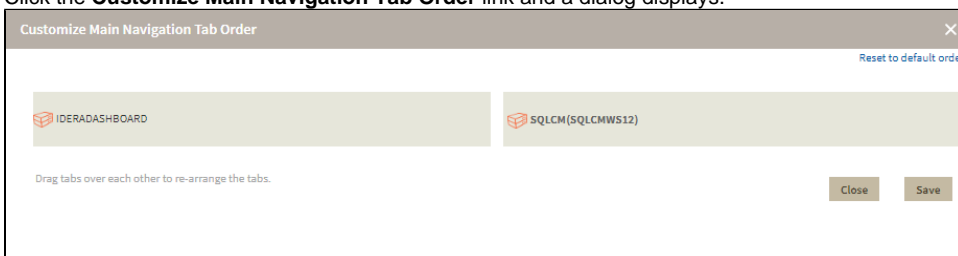 Click the Customize Main Navigation Tab Order link and a dialog displays.
Customize Main Navigation Tab Order
Reset to default orde
IDERADASHBOARD
SQLCM(SQLCMWS12)
Drag tabs over each other to re-arrange the tabs.
Close Save